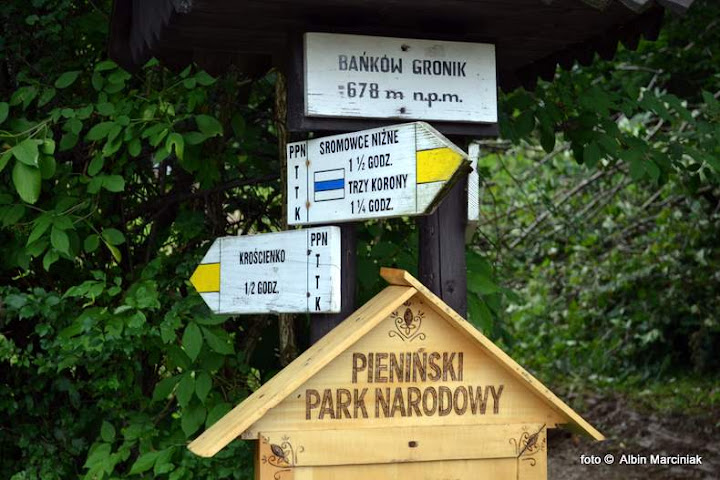 BAŃKÓW GRONIK
678 m n.p.m.
PPN
T
T
K
SROMOWCE NIŻNE
1 ½ GODZ.
TRZY KORONY
1 ¼ GODZ.
KROŚCIENKO
1/2 GODZ.
PPN
T
T
K
PIENIŃSKI
PARK NARODOWY
foto © Albin Marciniak